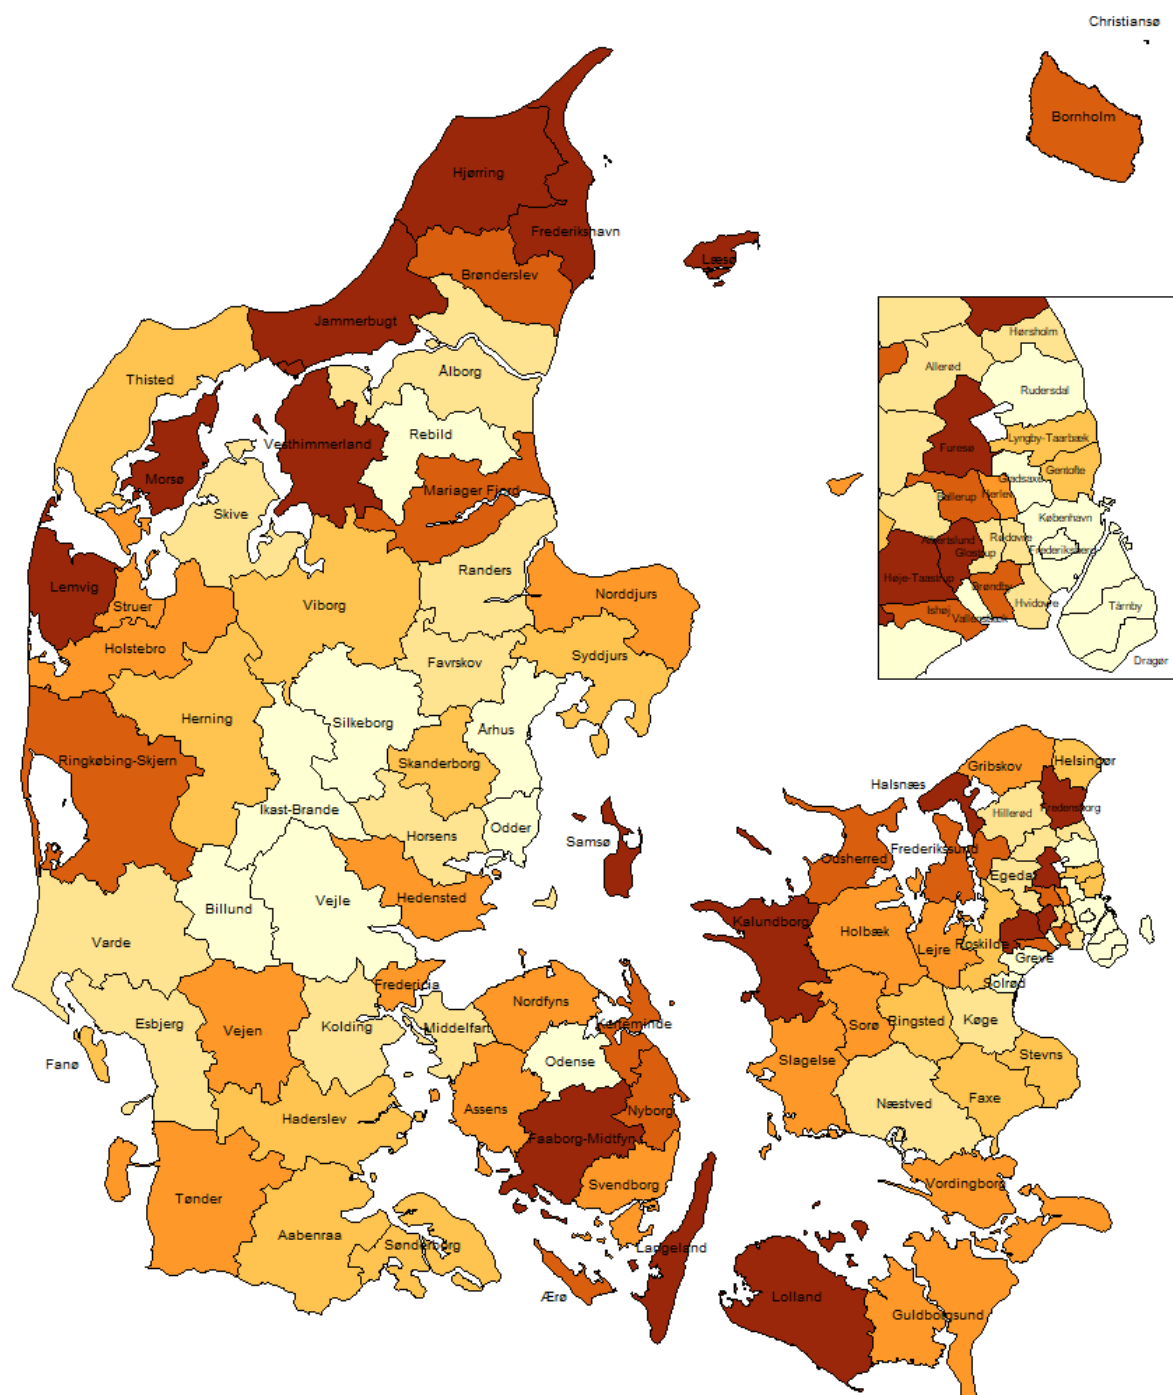 Christiansø
Bornholm
Hjørring
Frederikshavn
Læsø
Brønderslev
Jammerbugt
Thisted
Ålborg
Vesthimmerland
Rebild
Morsø
Mariager Fjord
Skive
Lemvig
Struer
Viborg
Randers
Norddjurs
Holstebro
Favrskov
Syddjurs
Herning
Silkeborg
Århus
Ringkøbing-Skjern
Skanderborg
Ikast-Brande
Horsens
Odder
Samsø
Billund
Vejle
Hedensted
Varde
Fredericia
Esbjerg
Vejen
Kolding
Middelfart
Nordfyns
Kerteminde
Fanø
Odense
Haderslev
Assens
Nyborg
Faaborg-Midtfyn
Tønder
Svendborg
Aabenraa
Sønderborg
Langeland
Ærø
Hørsholm
Allerød
Rudersdal
Furesø
Lyngby-Taarbæk
Gentofte
Gladsaxe
Ballerup
Herlev
København
Albertslund
Rødovre
Glostrup
Frederiksberg
Høje-Taastrup
Brøndby
Hvidovre
Ishøj
Vallensbæk
Tårnby
Dragør
Helsingør
Gribskov
Halsnæs
Fredensborg
Hillerød
Frederikssund
Odsherred
Egedal
Kalundborg
Holbæk
Lejre
Roskilde
Greve
Solrød
Sorø
Ringsted
Køge
Slagelse
Stevns
Næstved
Faxe
Vordingborg
Lolland
Guldborgsund